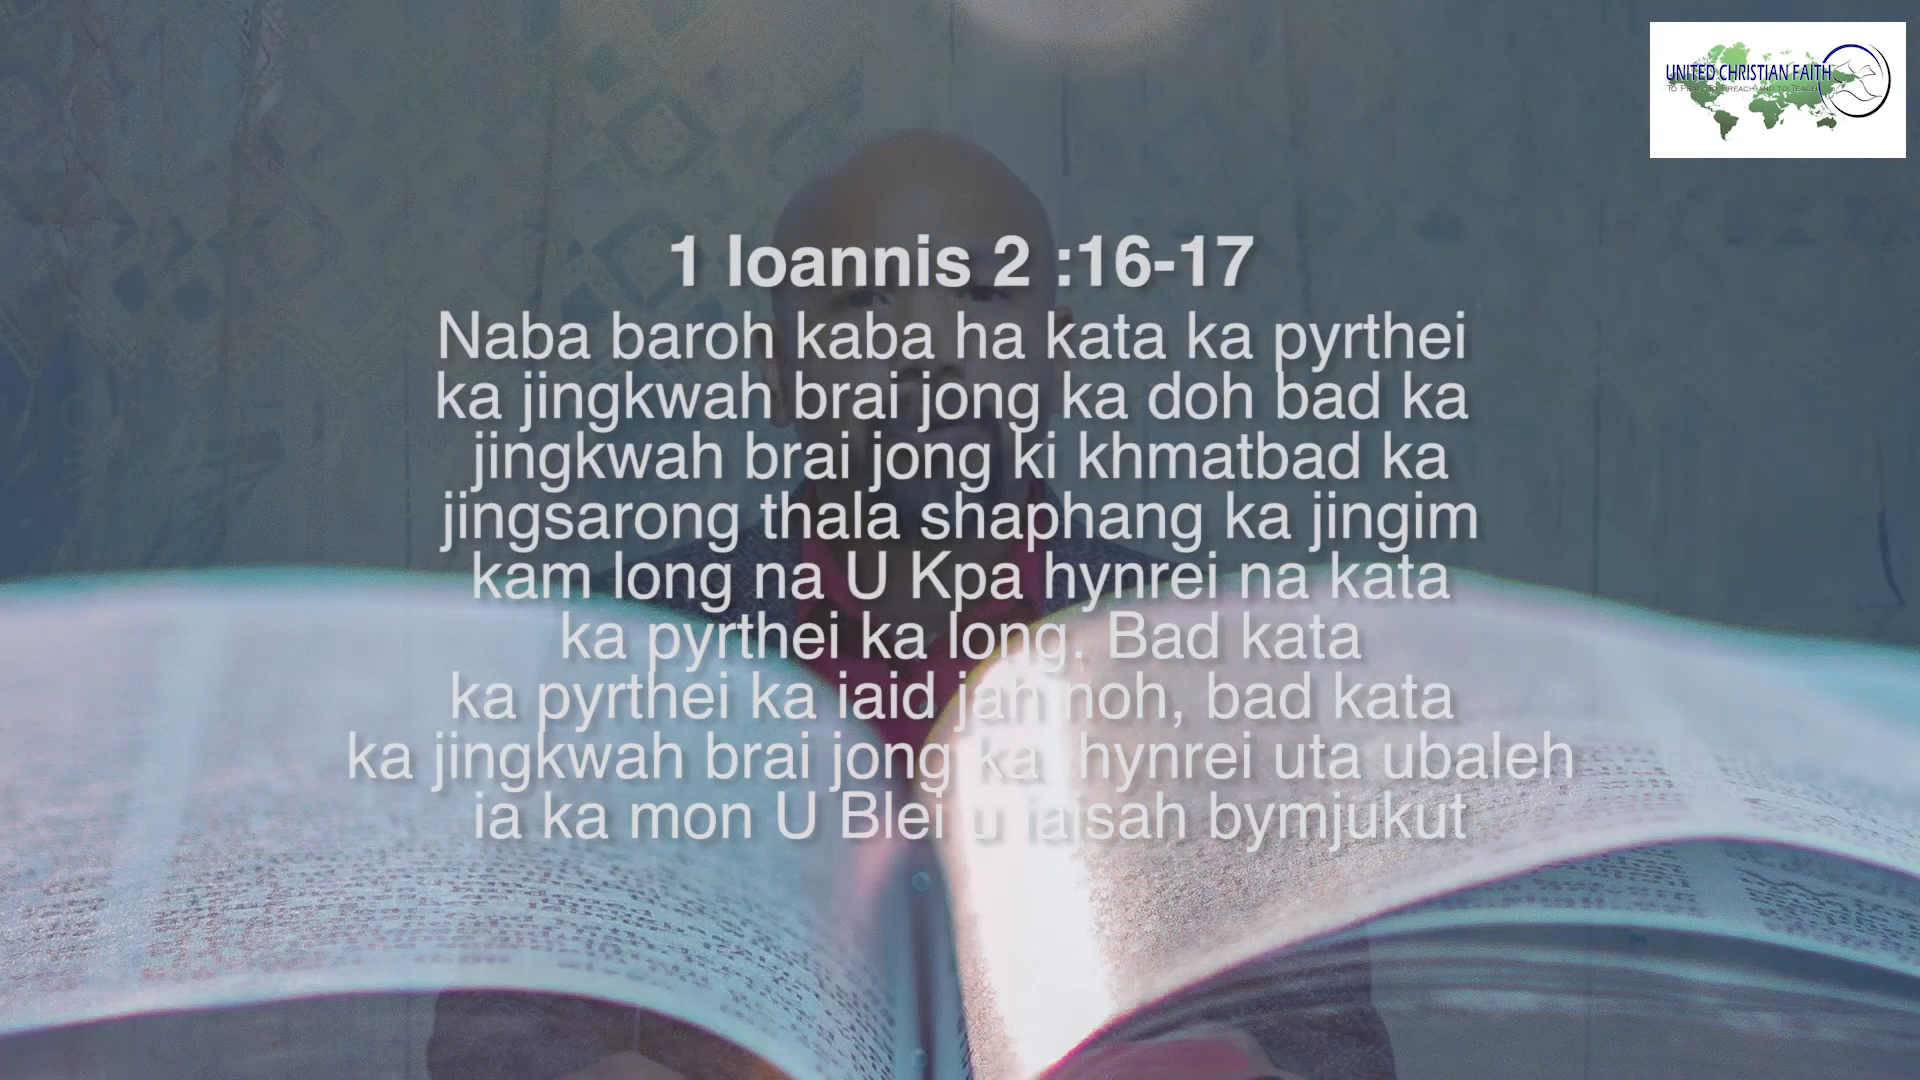 UNITED CHRISTIAN FAITH
1 Ioannis 2 :16-17
Naba baroh kaba ha kata ka pyrthei
ka jingkwah brai jong ka doh bad ka
jingkwah brai jong ki khmatbad ka
jingsarong thala shaphang ka jingim
kam long na U Kpa hynrei na kata
ka pyrthei ka long. Bad kata
ka pyrthei ka iaid jah noh, bad kata
ka jingkwah brai jong ka hynrei uta ubaleh
ia ka mon U Blei u iajsah bymjukut